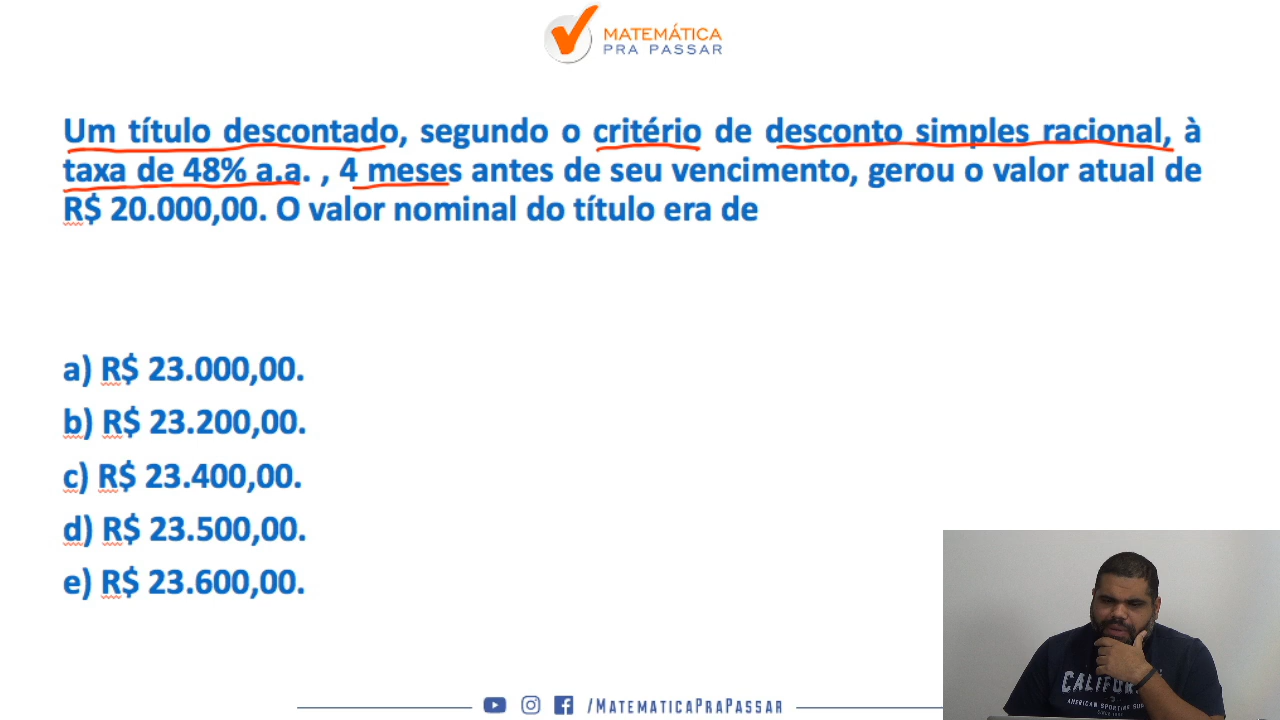 MATEMÁTICA
PRA PASSAR
Um título descontado, segundo o critério de desconto simples racional, à
taxa de 48% a.a. , 4 meses antes de seu vencimento, gerou o valor atual de
R$ 20.000,00. O valor nominal do título era de
a) R$ 23.000,00.
b) R$ 23.200,00.
c) R$ 23.400,00.
d) R$ 23.500,00.
e) R$ 23.600,00.
AMERICAN SPORTING
/MATEMATICAPRAPASSAR